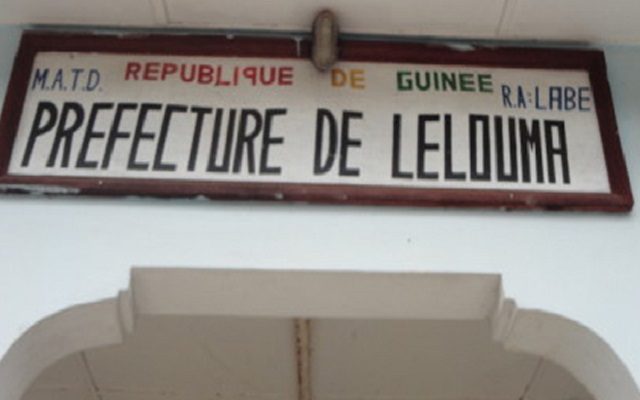 M.A.T.D. REPUBLIQUE DE GUINEE R.A:LABE
PREFECTURE DE LELOUMA